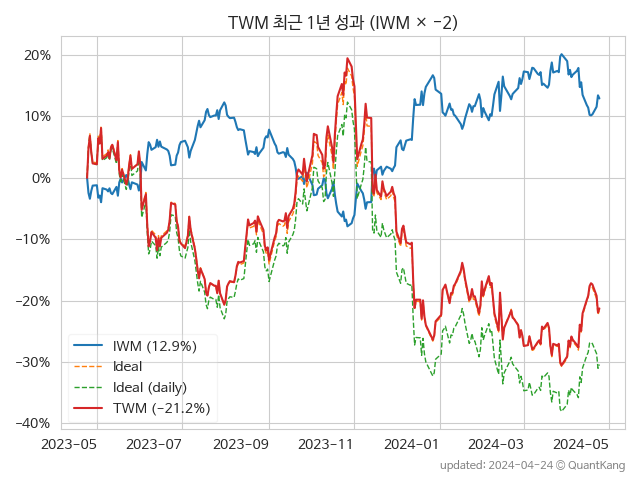 TWM 최근 1년 성과 (IWM × -2)
20%
10%
0%
-10%
-20%
-30%
-40%
IWM (12.9%)
Ideal
Ideal (daily)
TWM (-21.2%)
2023-05 2023-07 2023-09 2023-11 2024-01 2024-03 2024-05
updated: 2024-04-24 © QuantKang